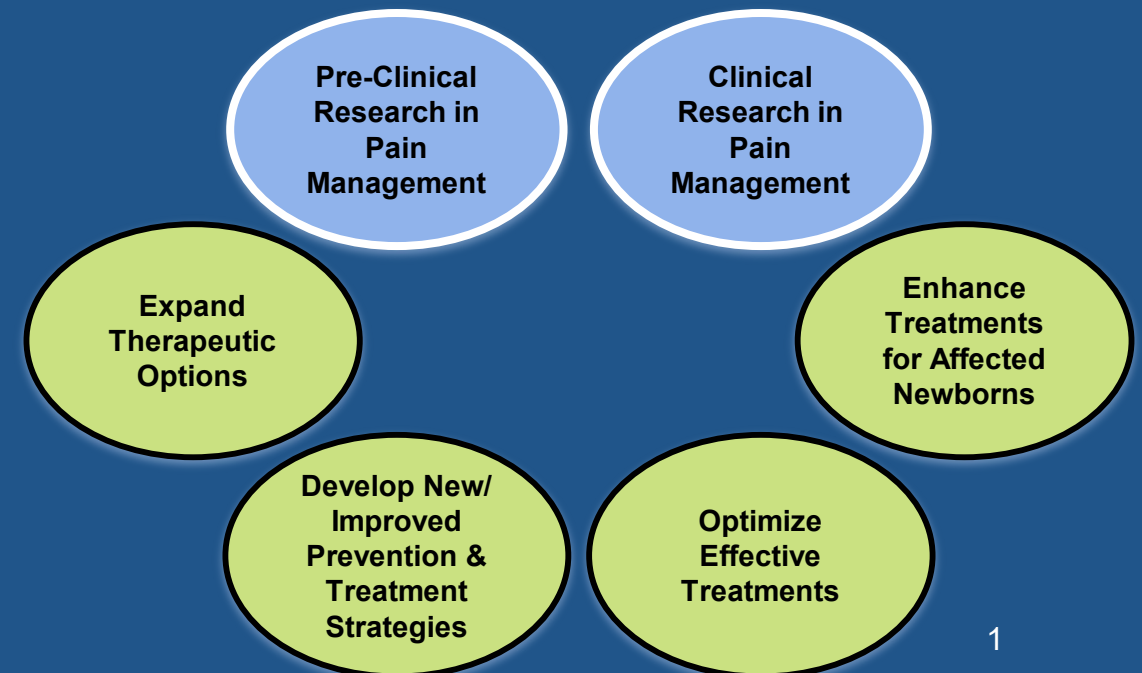 Pre-Clinical
Research in
Pain
Management
Clinical
Research in
Pain
Management
Expand
Therapeutic
Options
Enhance
Treatments
for Affected
Newborns
Develop New/
Improved
Prevention &
Treatment
Strategies
Optimize
Effective
Treatments
1